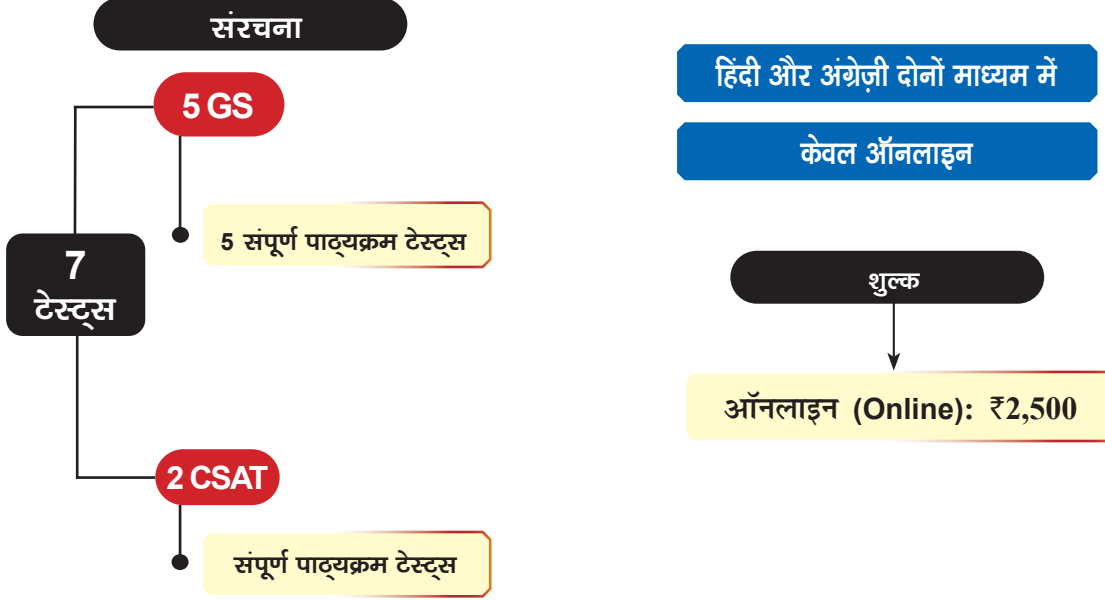 संरचना
5 GS
5 संपूर्ण पाठ्यक्रम टेस्ट्स
7
टेस्ट्स
2 CSAT
संपूर्ण पाठ्यक्रम टेस्ट्स
हिंदी और अंग्रेज़ी दोनों माध्यम में
केवल ऑनलाइन
शुल्क
ऑनलाइन (Online): ₹2,500